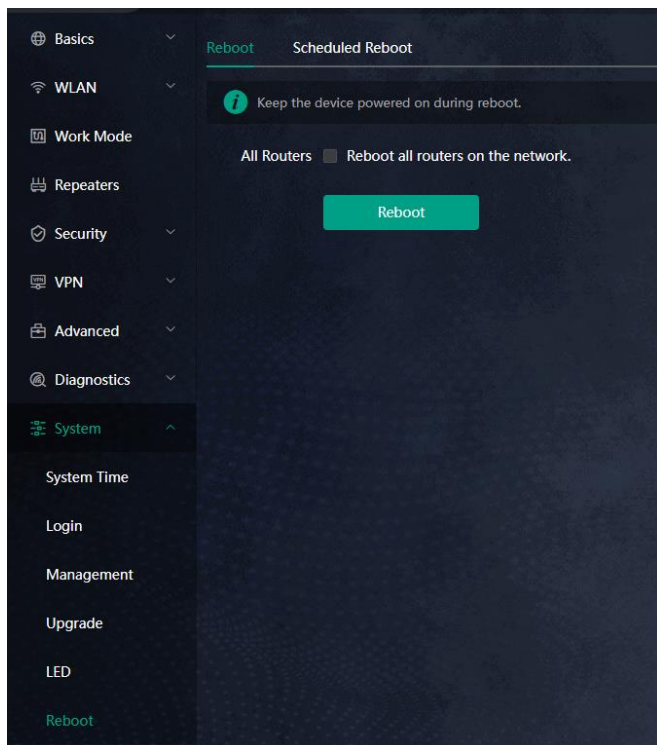 Basics
WLAN
Work Mode
Repeaters
Security
VPN
VPN
Advanced
Diagnostics
System
System Time
Login
Management
Upgrade
LED
Reboot
Reboot Scheduled Reboot
i Keep the device powered on during reboot.
All Routers Reboot all routers on the network.
Reboot